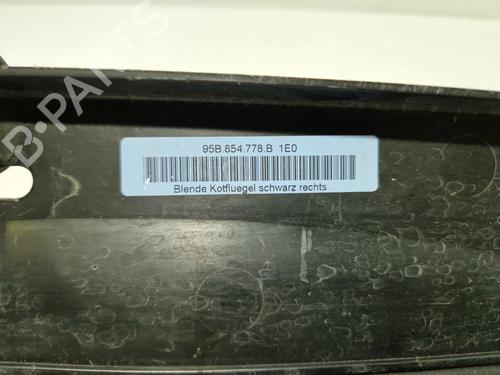 95B.854.778.B 1E0
Blende Kotfluegel schwarz rechts
B-PARTS